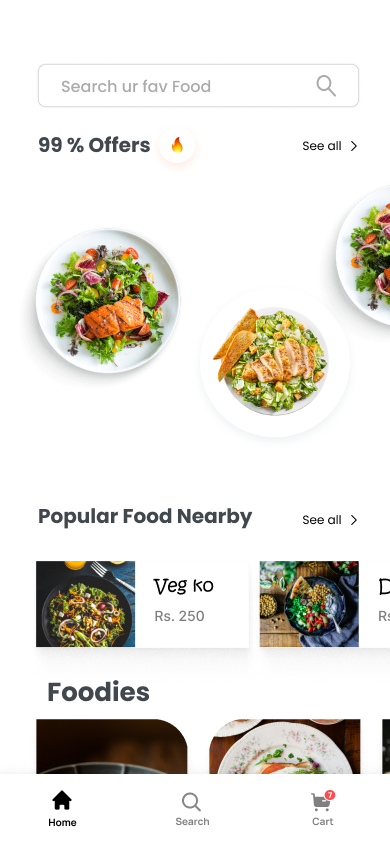 Search ur fav Food
99 % Offers
See all
Popular Food Nearby
See all
Veg KO
Rs. 250
Foodies
7
Home
Search
Cart